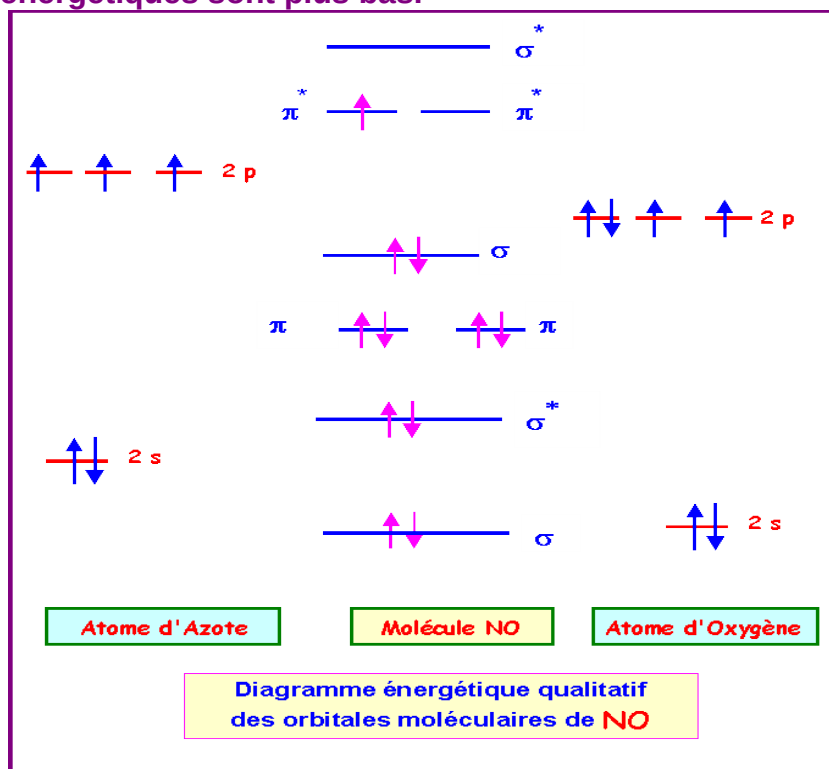 énergétiques sont plus bas.
σ*
π* π*
2 p
2 p
σ
π π
σ*
2 s
2 s
σ
Atome d'Azote Molécule NO Atome d'Oxygène
Diagramme énergétique qualitatif
des orbitales moléculaires de NO